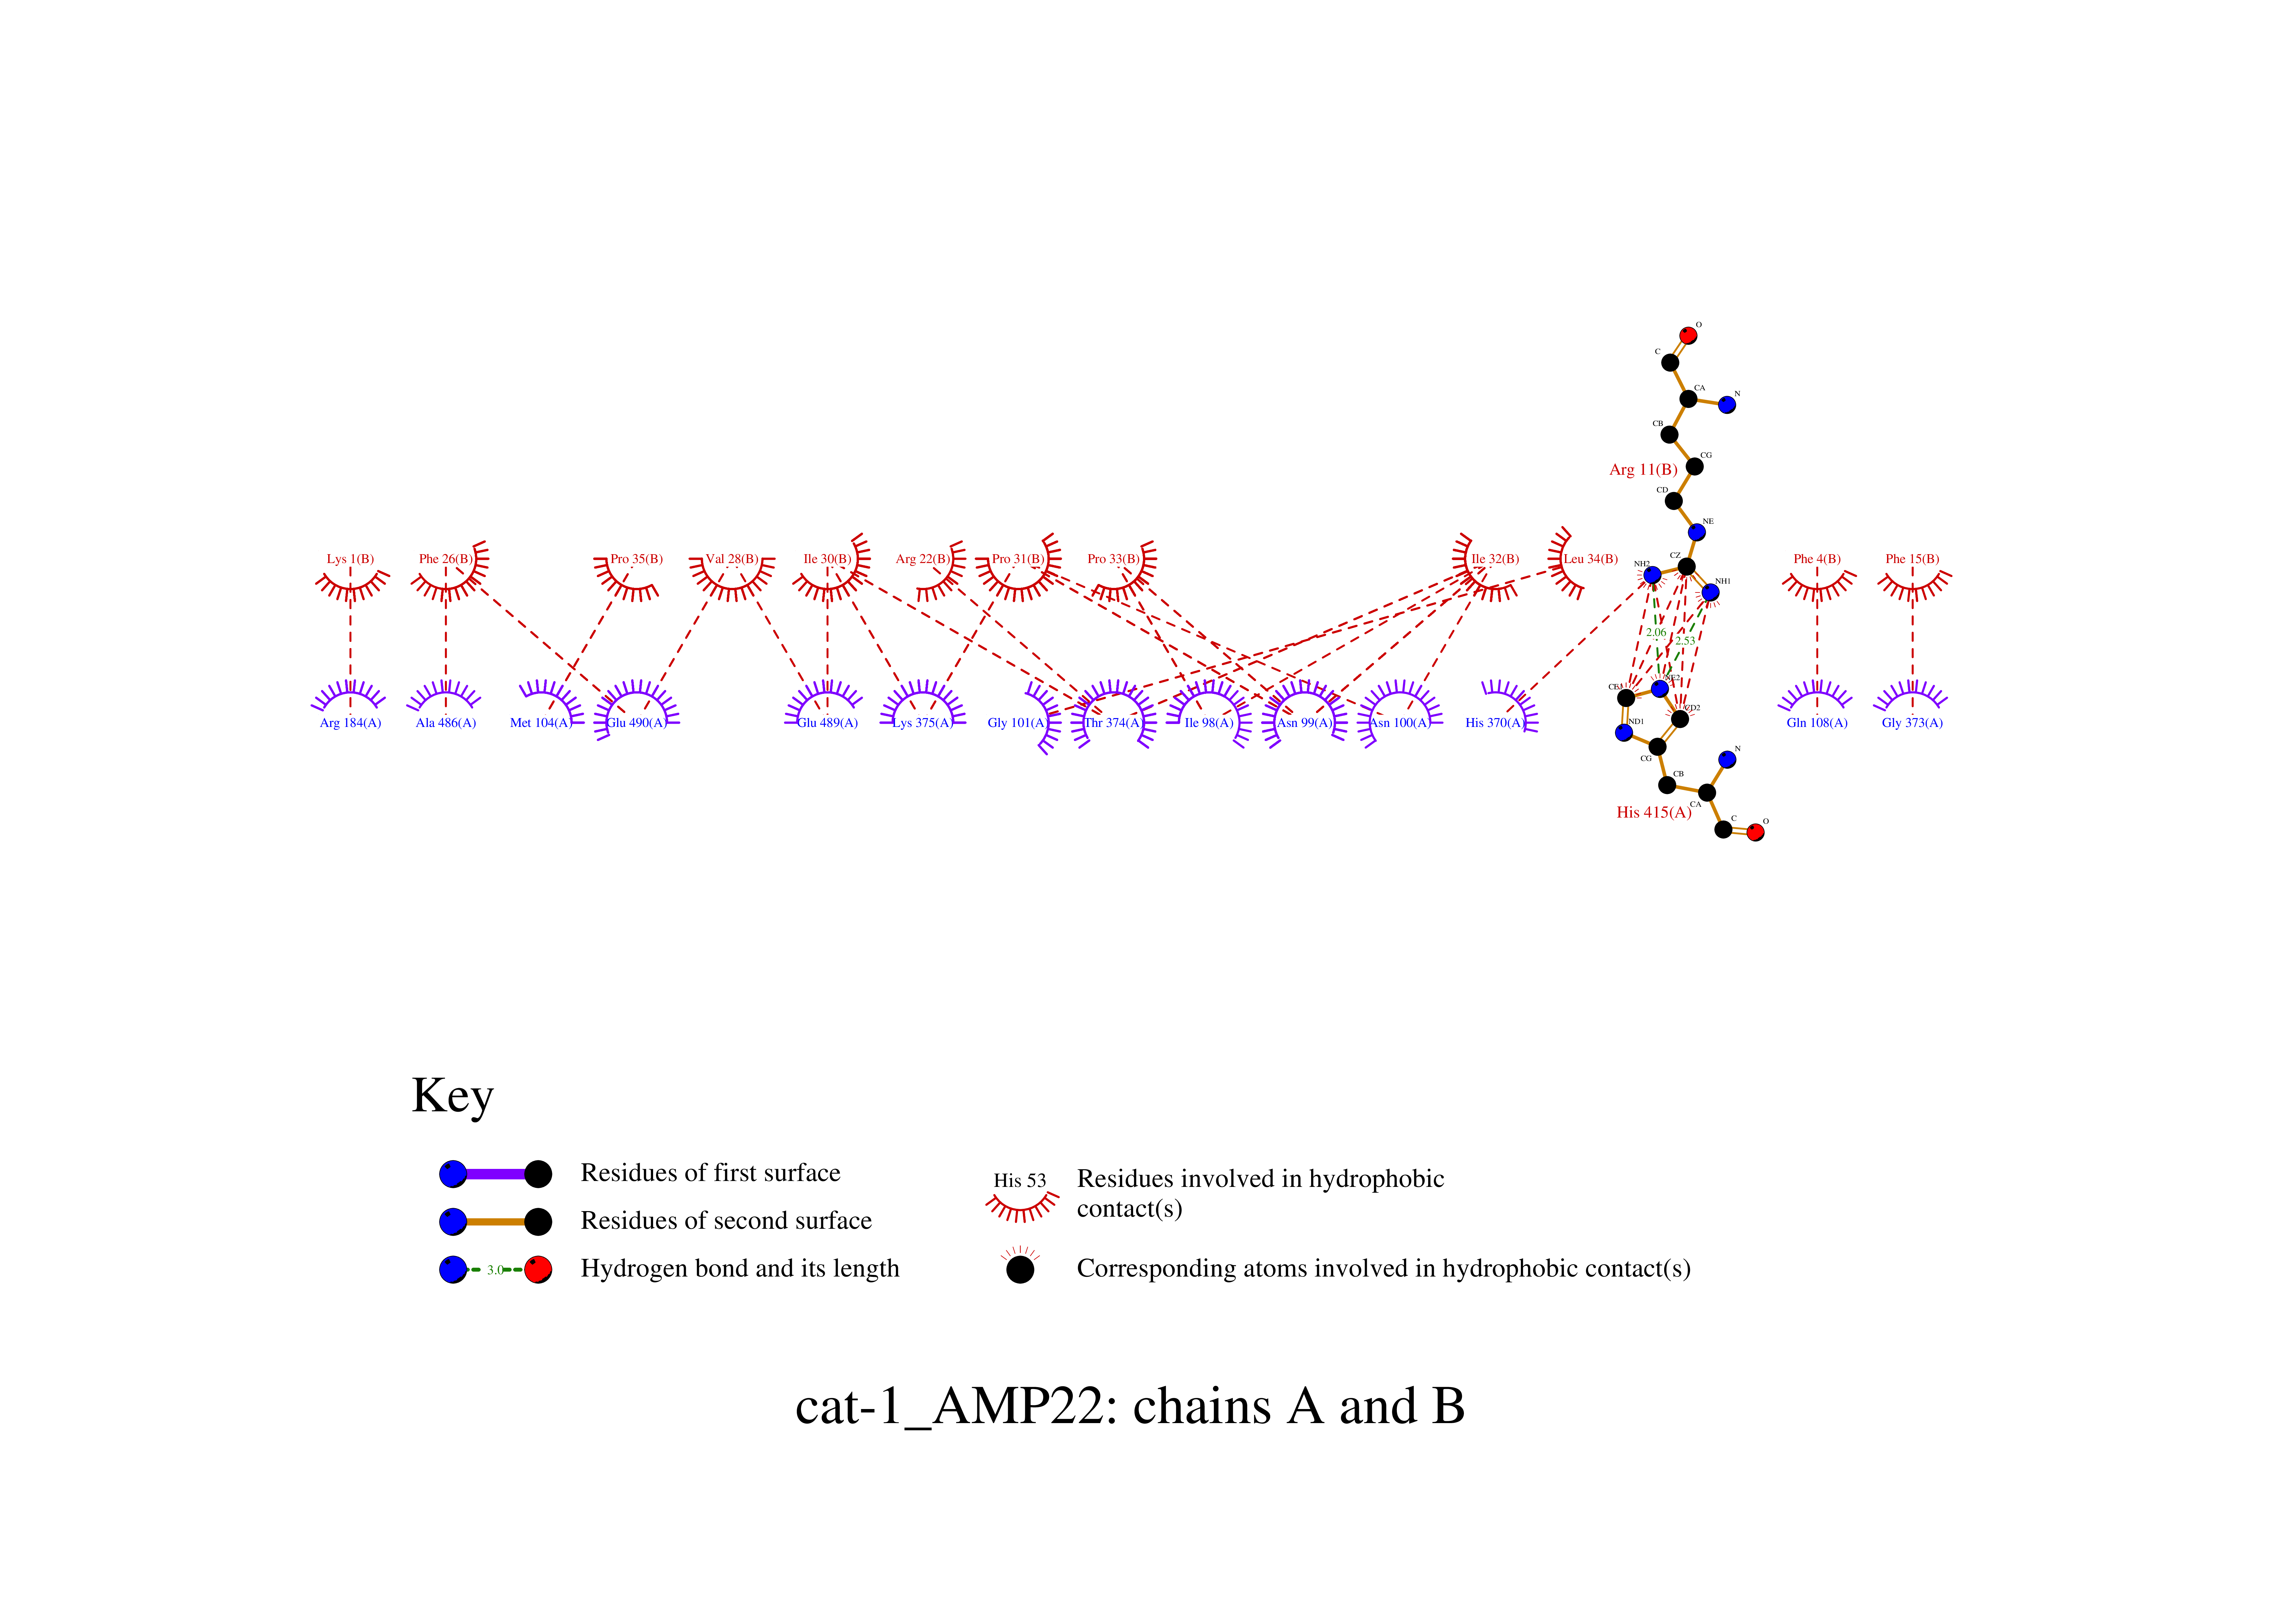 O
C
CA
N
CB
CG
Arg 11(B)
CD
NE
Lys 1(B) Phe 26(B) Pro 35(B) Val 28(B) Ile 30(B) Arg 22(B) Pro 31(B) Pro 33(B) Ile 32(B) Leu 34(B) CZ Phe 4(B) Phe 15(B)
NH2
NH1
2.06
2.53
NE2
CE1
CD2
Arg 184(A) Ala 486(A) Met 104(A) Glu 490(A) Glu 489(A) Lys 375(A) Gly 101(A) Thr 374(A) Ile 98(A) Asn 99(A) Asn 100(A) His 370(A) ND1 Gln 108(A) Gly 373(A)
N
CG
CB
CA
His 415(A)
C
O
Key
Residues of first surface
Residues of second surface
3.0 Hydrogen bond and its length
His 53 Residues involved in hydrophobic
contact(s)
Corresponding atoms involved in hydrophobic contact(s)
cat-1_AMP22: chains A and B